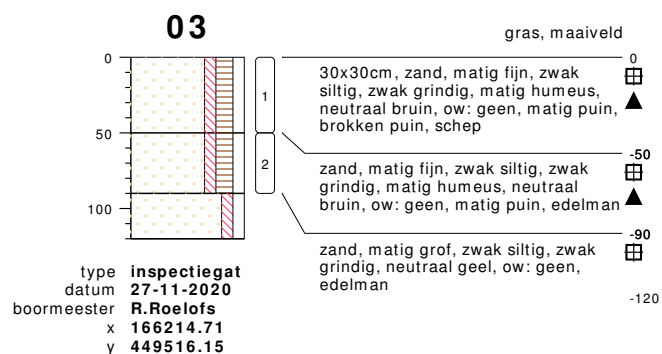 03
gras, maaiveld
0
0
30x30cm, zand, matig fijn, zwak
siltig, zwak grindig, matig humeus,
neutraal bruin, ow: geen, matig puin,
brokken puin, schep
1
50
-50
zand, matig fijn, zwak siltig, zwak
grindig, matig humeus, neutraal
bruin, ow: geen, matig puin, edelman
2
100
-90
zand, matig grof, zwak siltig, zwak
grindig, neutraal geel, ow: geen,
edelman
-120
type inspectiegat
datum 27-11-2020
boormeester R.Roelofs
x 166214.71
y 449516.15